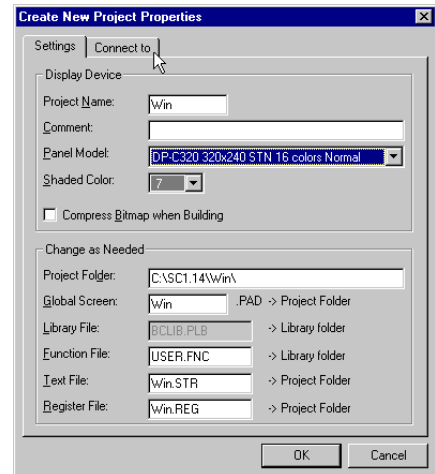 Create New Project Properties
Settings Connect to
Display Device
Project Name: Win
Comment:
Panel Model: DP-C320 320x240 STN 16 colors Normal
Shaded Color: 7
Compress Bitmap when Building
Change as Needed
Project Folder: C:\SC1.14\Win\
Global Screen: Win .PAD -> Project Folder
Library File: BCLIB.PLB -> Library folder
Function File: USER.FNC -> Library folder
Text File: Win.STR -> Project Folder
Register File: Win.REG -> Project Folder
OK Cancel